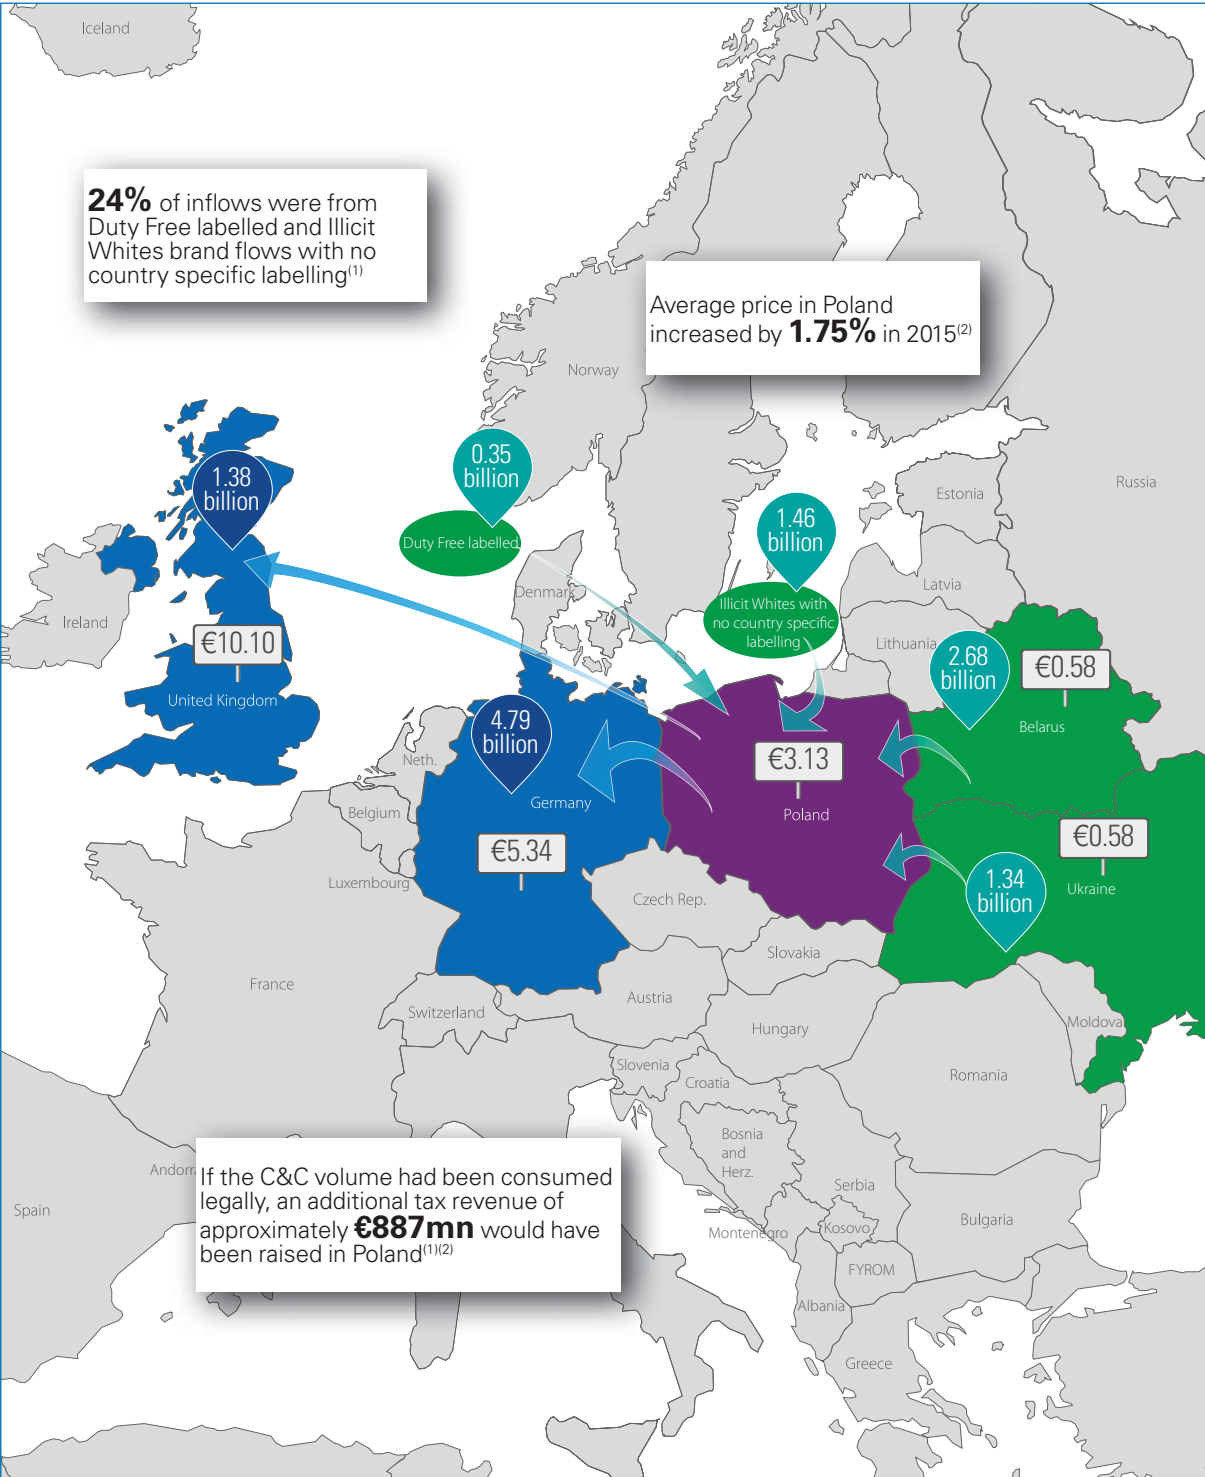 Iceland
24% of inflows were from
Duty Free labelled and Illicit
Whites brand flows with no
country specific labelling(1)
Average price in Poland
increased by 1.75% in 2015(2)
Norway
0.35
billion
1.38
billion
Russia
Estonia
1.46
billion
Duty Free labelled
Latvia
Denmark
Illicit Whites with
no country specific
labelling
Ireland
€10.10
Lithuania
2.68
billion
€0.58
United Kingdom
4.79
billion
Belarus
Neth.
€3.13
Germany
Belgium
Poland
€0.58
€5.34
Luxembourg
1.34
billion
Ukraine
Czech Rep.
Slovakia
France
Austria
Switzerland
Hungary
Moldova
Slovenia
Croatia
Romania
Bosnia
and
Herz.
Andorr
If the C&C volume had been consumed
legally, an additional tax revenue of
approximately €887mn would have
been raised in Poland(1)(2)
Serbia
Spain
Bulgaria
Montenegro
Kosovo
FYROM
Albania
Greece